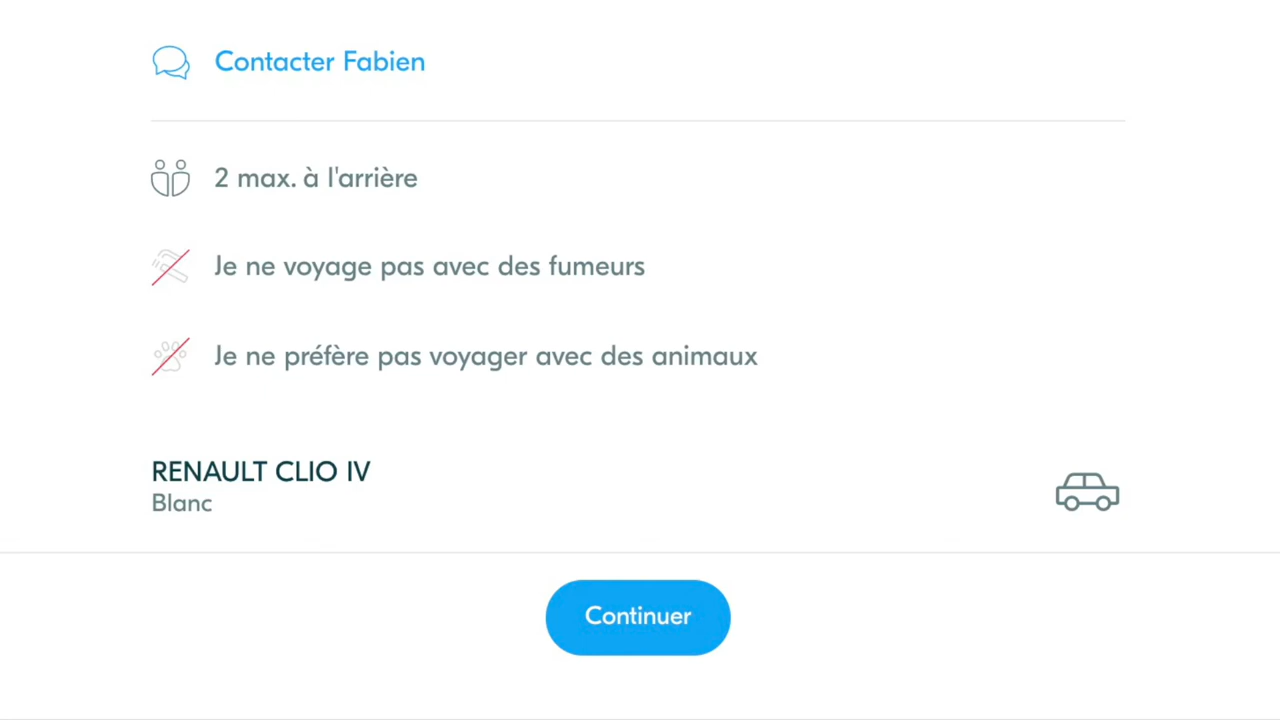 Contacter Fabien
2 max. à l'arrière
Je ne voyage pas avec des fumeurs
Je ne préfère pas voyager avec des animaux
RENAULT CLIO IV
Blanc
Continuer